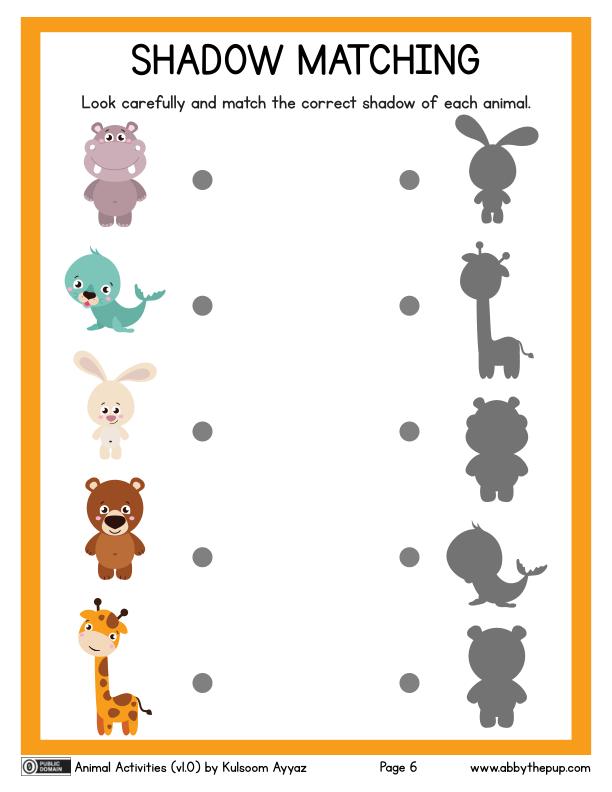 SHADOW MATCHING
Look carefully and match the correct shadow of each animal.
0 PUBLIC DOMAIN Animal Activities (v1.0) by Kulsoom Ayyaz Page 6 www.abbythepup.com